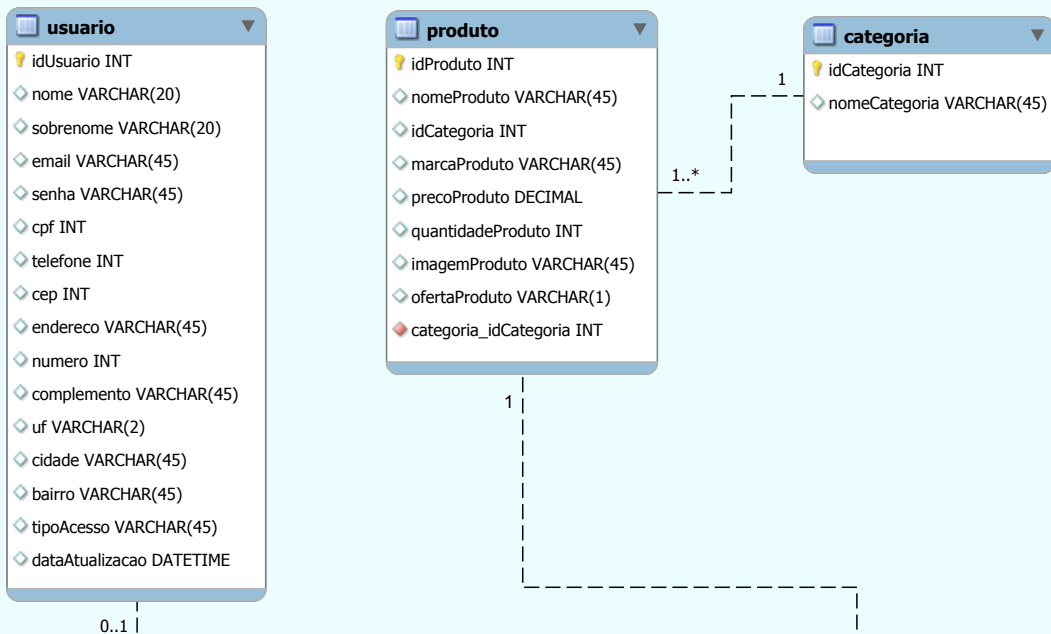 usuario
idUsuario INT
nome VARCHAR(20)
sobrenome VARCHAR(20)
email VARCHAR(45)
senha VARCHAR(45)
cpf INT
telefone INT
cep INT
endereco VARCHAR(45)
numero INT
complemento VARCHAR(45)
uf VARCHAR(2)
cidade VARCHAR(45)
bairro VARCHAR(45)
tipoAcesso VARCHAR(45)
dataAtualizacao DATETIME
0..1
produto
idProduto INT
nomeProduto VARCHAR(45)
idCategoria INT
marcaProduto VARCHAR(45)
precoProduto DECIMAL
quantidadeProduto INT
imagemProduto VARCHAR(45)
ofertaProduto VARCHAR(1)
categoria_idCategoria INT
1
1..*
1
categoria
idCategoria INT
nomeCategoria VARCHAR(45)